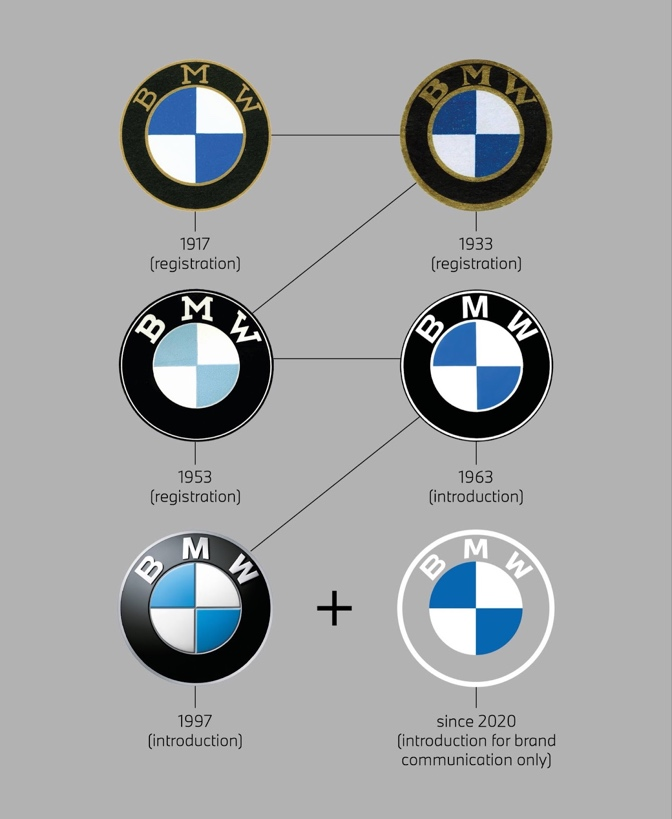 BMW
BMW
1917
(registration)
1933
(registration)
BMW
BMW
1953
(registration)
1963
(introduction)
BMW
+
BMW
1997
(introduction)
since 2020
(introduction for brand
communication only)